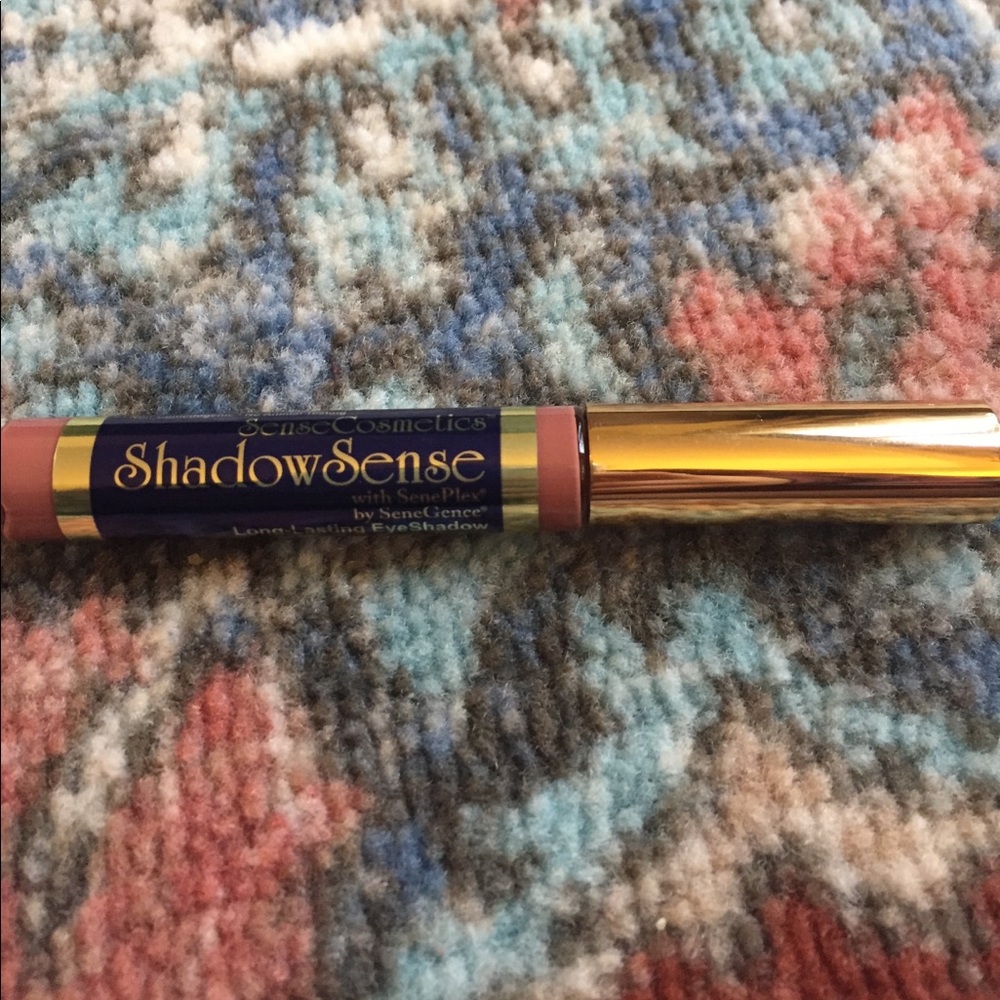 SenseCosmetics
ShadowSense
with SenePlex®
by SeneGence®
Long-Lasting EyeShadow